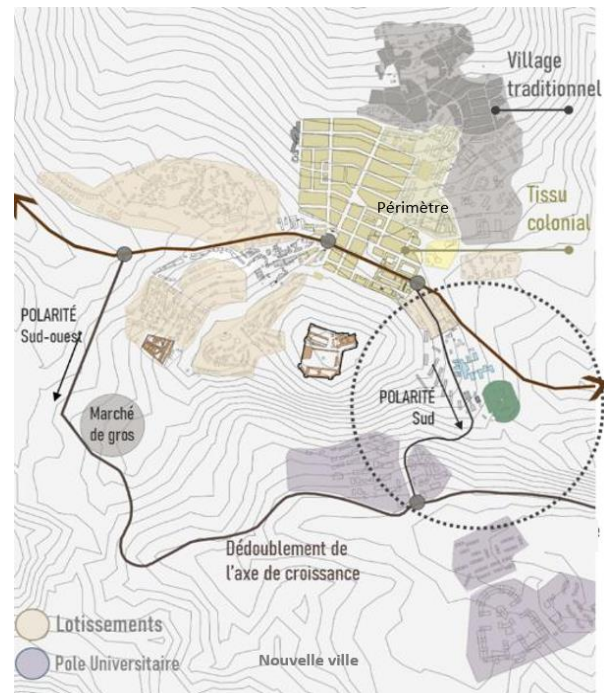 Village
traditionnel
Périmètre
Tissu
colonial
POLARITÉ
Sud-ouest
Marché
de gros
POLARITÉ
Sud
Dédoublement de
l'axe de croissance
Lotissements
Pole Universitaire
Nouvelle ville